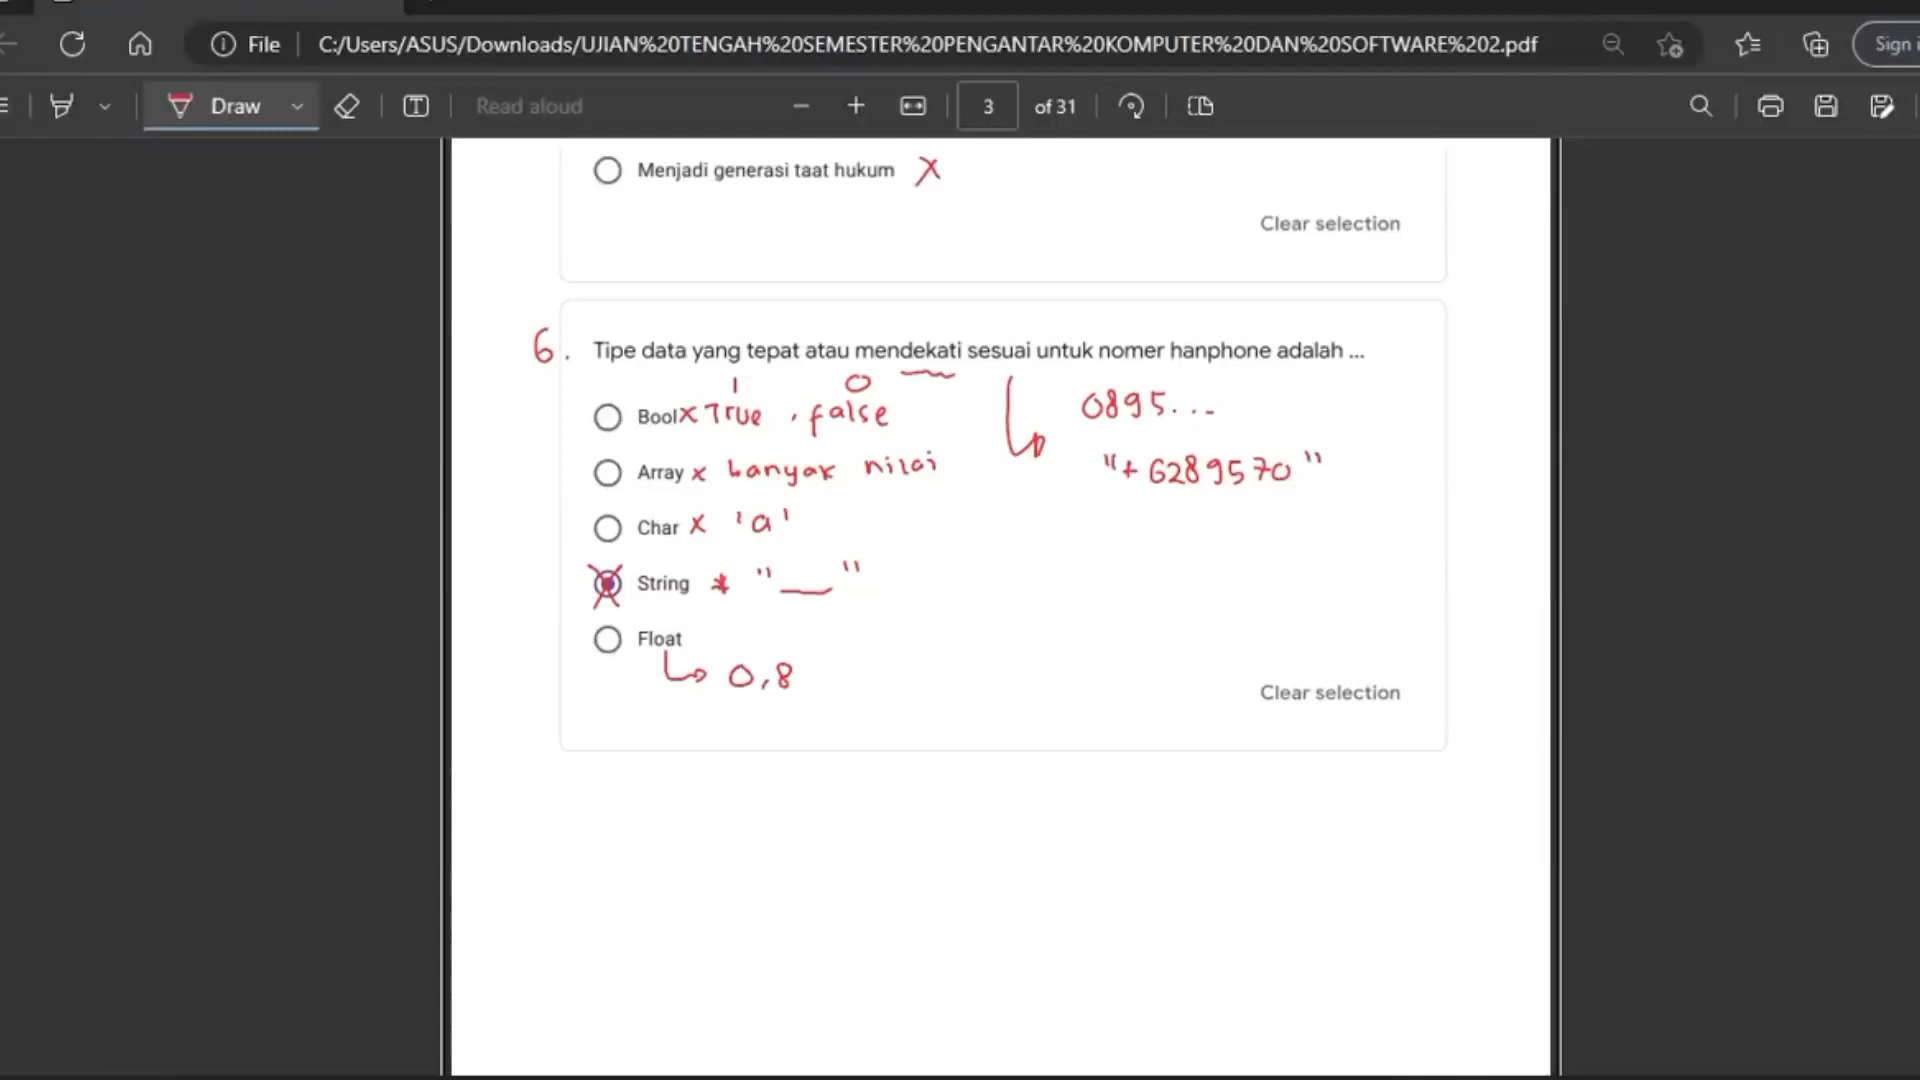 File C:/Users/ASUS/Downloads/UJIAN%20TENGAH%20SEMESTER%20PENGANTAR%20KOMPUTER%20DAN%20SOFTWARE%202.pdf
Draw T Read aloud 3 of 31
Menjadi generasi taat hukum X
Clear selection
6. Tipe data yang tepat atau mendekati sesuai untuk nomer hanphone adalah ...
1 0
Bool x True , false 0895...
Array x banyak nilai "+6289570"
Char x 'a'
String * "__"
Float
0,8
Clear selection